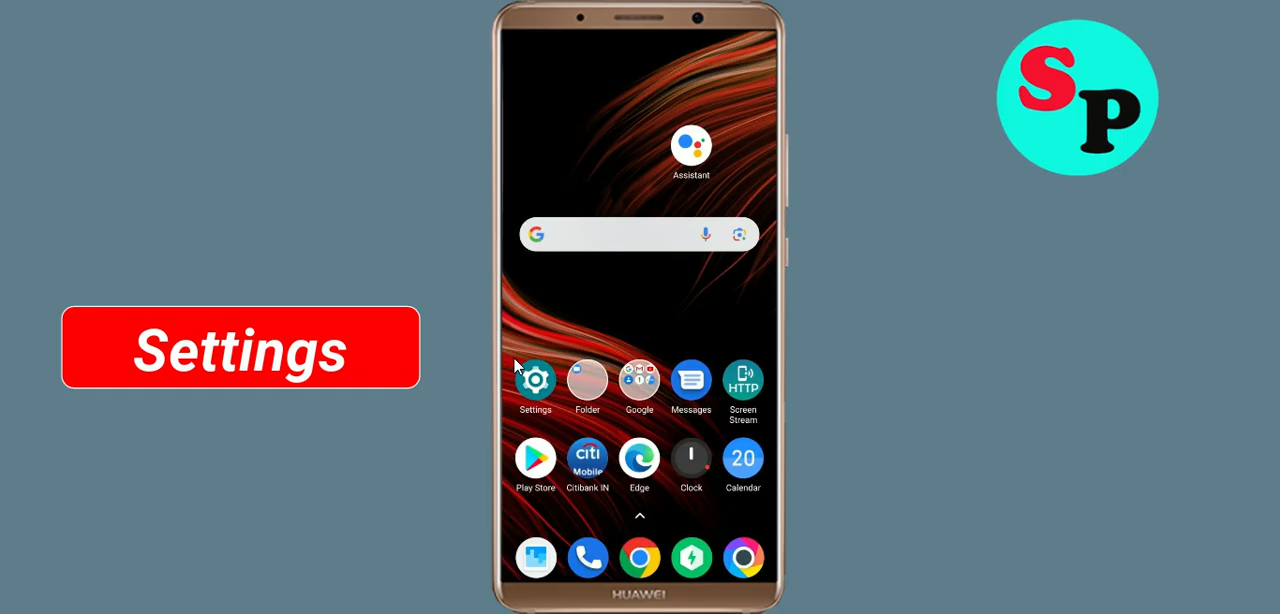 SP
Assistant
G
Settings
Settings
Folder
Google
Messages
HTTP
Screen
Stream
citi
Mobile
20
Play Store
Citibank IN
Edge
Clock
Calendar
HUAWEI